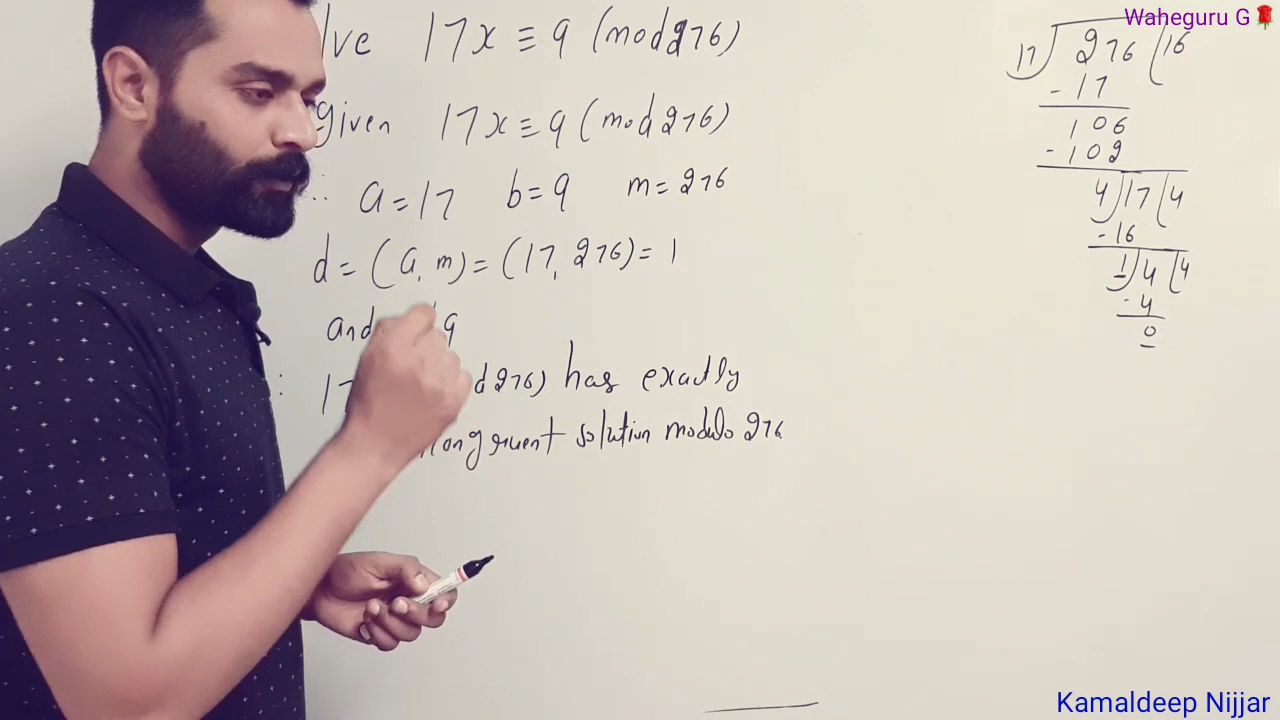 lve 17x ≡ 9 (mod 276)
given 17x ≡ 9 (mod 276)
∴ a = 17 b = 9 m = 276
d = (a, m) = (17, 276) = 1
and 9
: 17 d 276) has exactly
ongruent solution modulo 276
Waheguru G🌹
17) 276 (16
- 17
106
- 102
4) 17 (4
- 16
1) 4 (4
- 4
0
Kamaldeep Nijjar